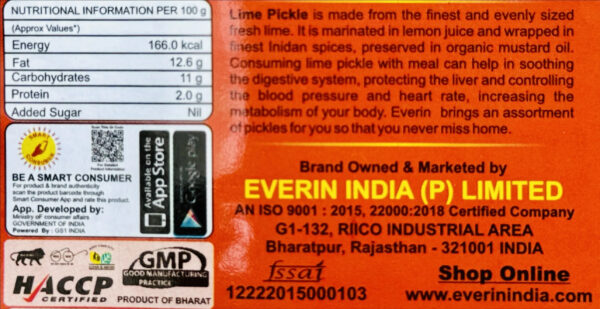 NUTRITIONAL INFORMATION PER 100 g
(Approx Values*)
Energy 166.0 kcal
Fat 12.6 g
Carbohydrates 11 g
Protein 2.0 g
Added Sugar Nil
SMART CONSUMER
For Detailed
Product Information
BE A SMART CONSUMER
For product & brand authenticity
scan the product barcode through
Smart Consumer App and rate this product.
App. Developed by:
Ministry of consumer affairs
GOVERNMENT OF INDIA
Powered By : GS1 INDIA
Available on the
App Store
HACCP
CERTIFIED
GMP
GOOD MANUFACTURING
PRACTICE
PRODUCT OF BHARAT
Lime Pickle is made from the finest and evenly sized
fresh lime. It is marinated in lemon juice and wrapped in
finest Inidan spices, preserved in organic mustard oil.
Consuming lime pickle with meal can help in soothing
the digestive system, protecting the liver and controlling
the blood pressure and heart rate, increasing the
metabolism of your body. Everin brings an assortment
of pickles for you so that you never miss home.
Brand Owned & Marketed by
EVERIN INDIA (P) LIMITED
AN ISO 9001 : 2015, 22000:2018 Certified Company
G1-132, RIICO INDUSTRIAL AREA
Bharatpur, Rajasthan - 321001 INDIA
fssai
12222015000103
Shop Online
www.everinindia.com